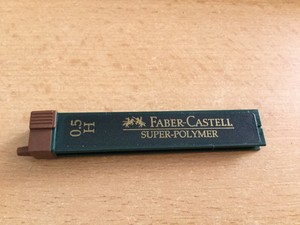 0.5
H
FABER-CASTELL
SUPER-POLYMER